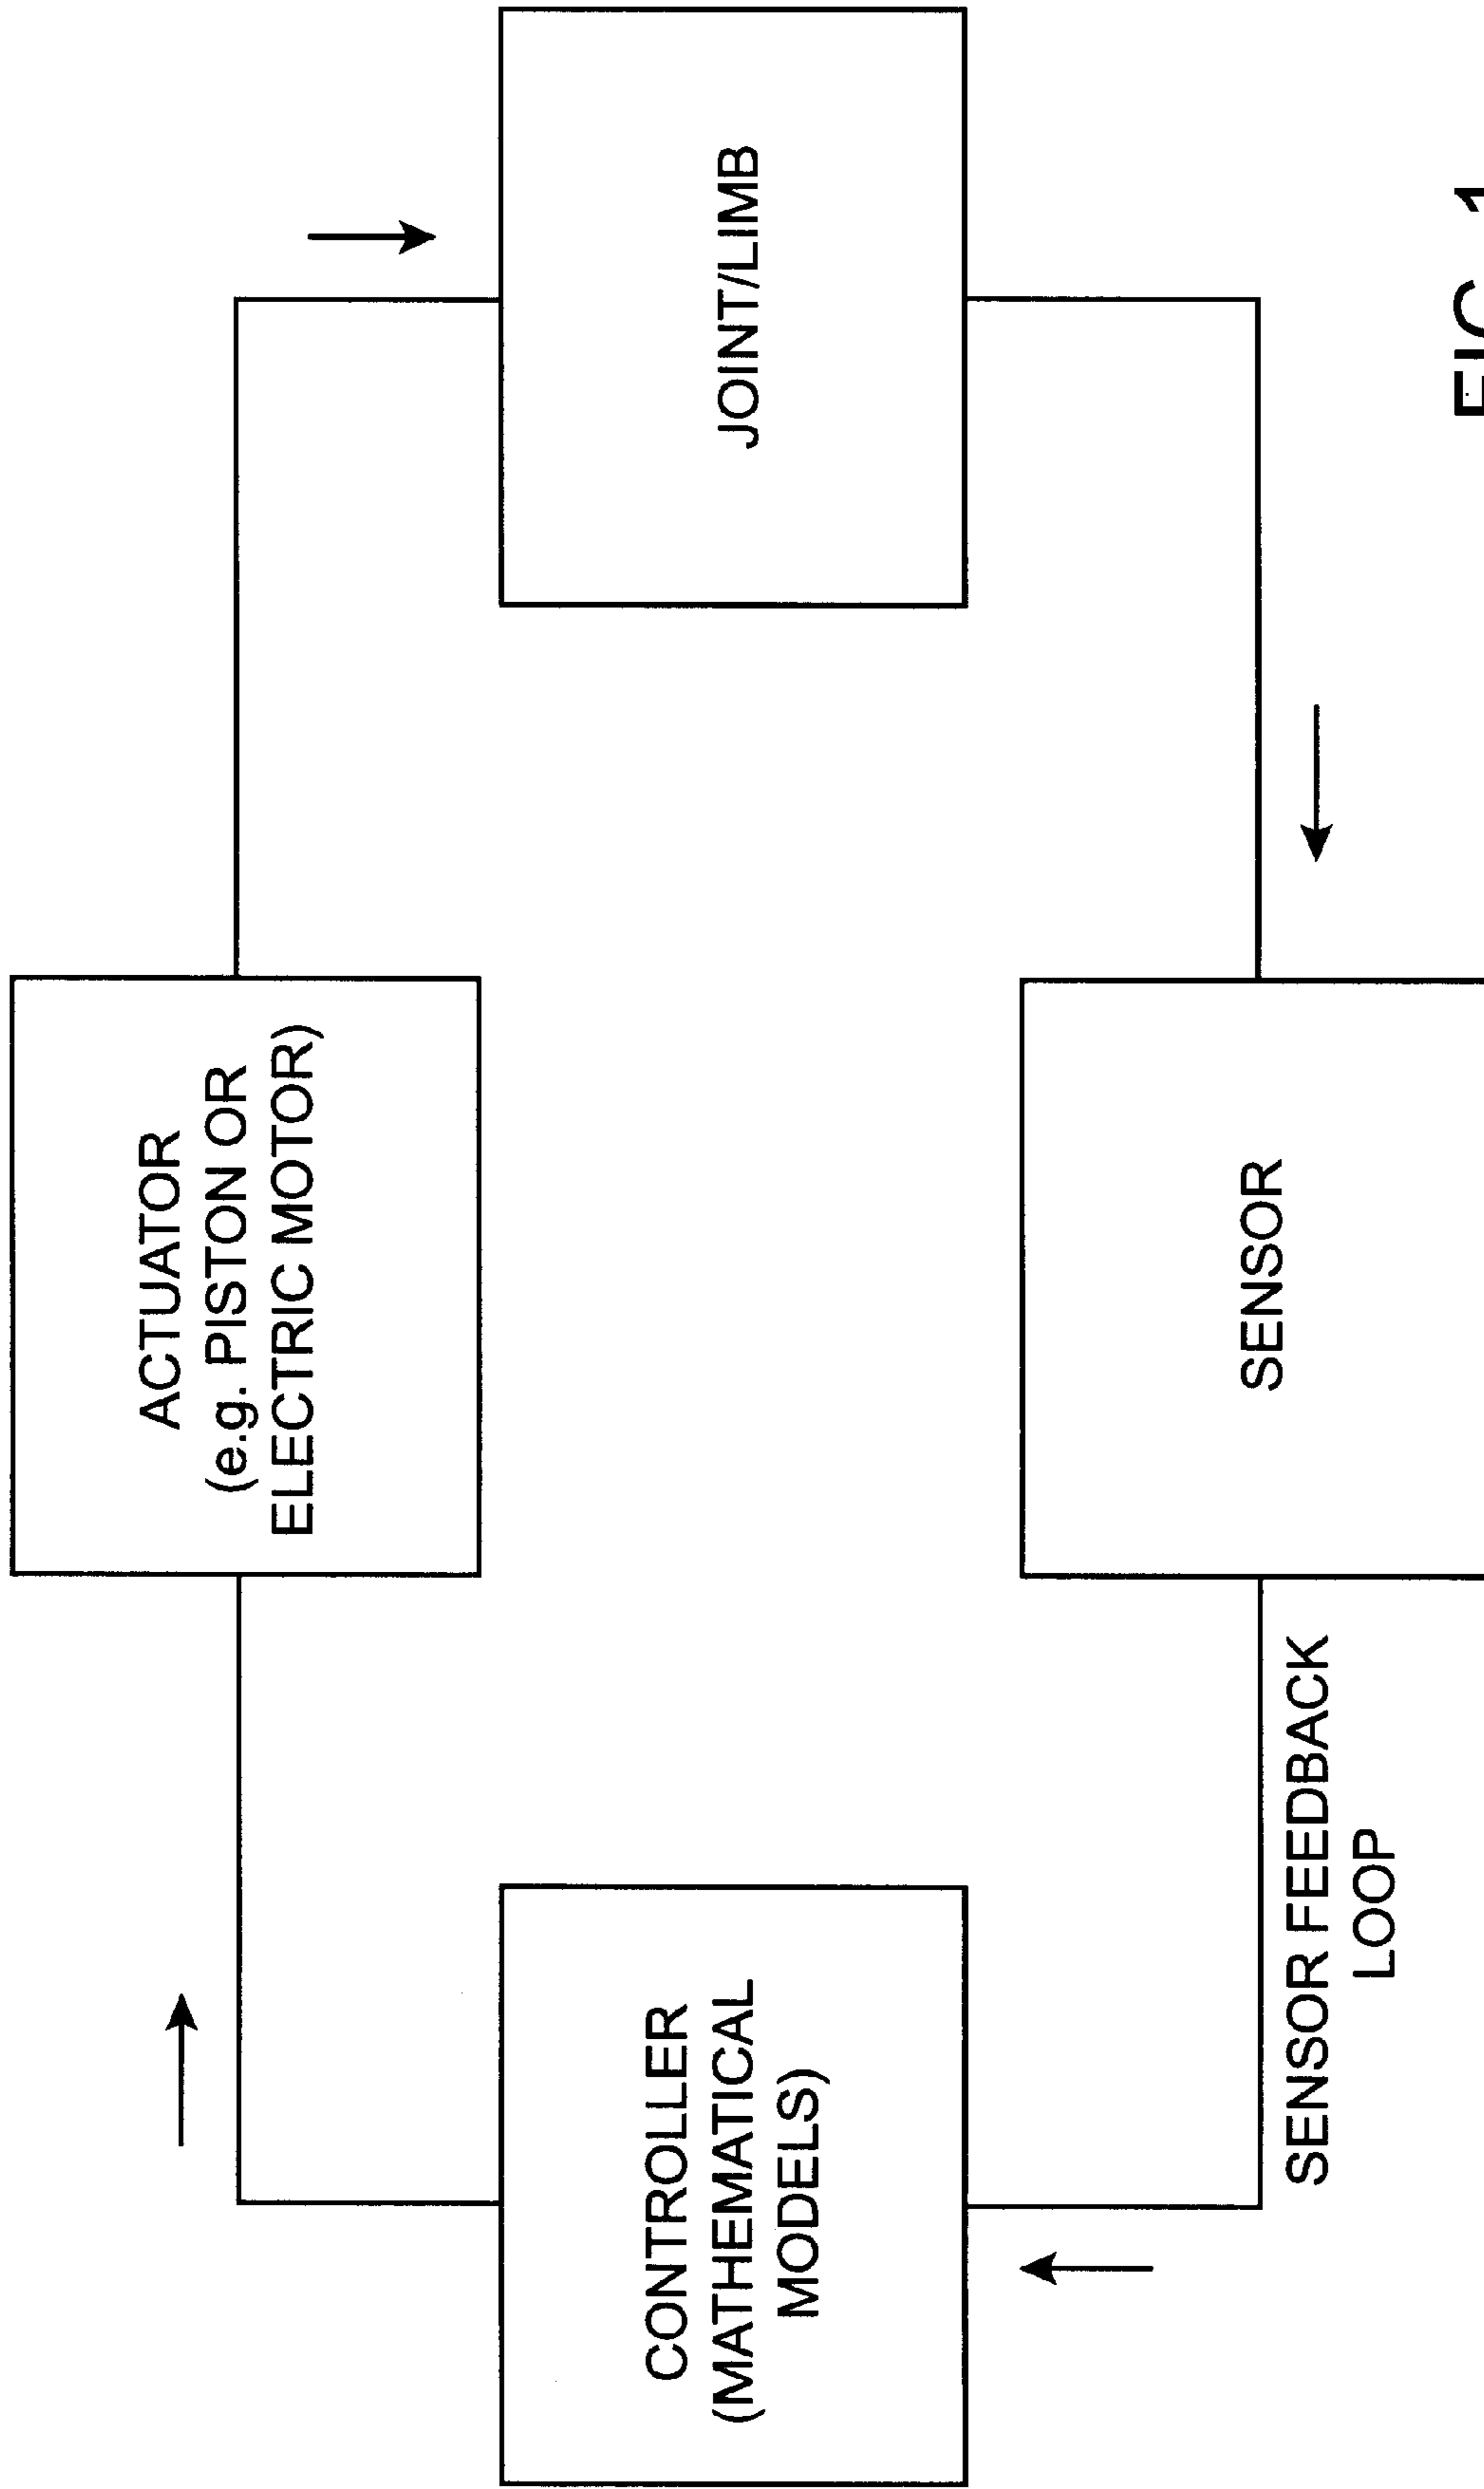 ACTUATOR
(e.g. PISTON OR
ELECTRIC MOTOR)
CONTROLLER
(MATHEMATICAL
MODELS)
JOINT/LIMB
SENSOR
SENSOR FEEDBACK
LOOP